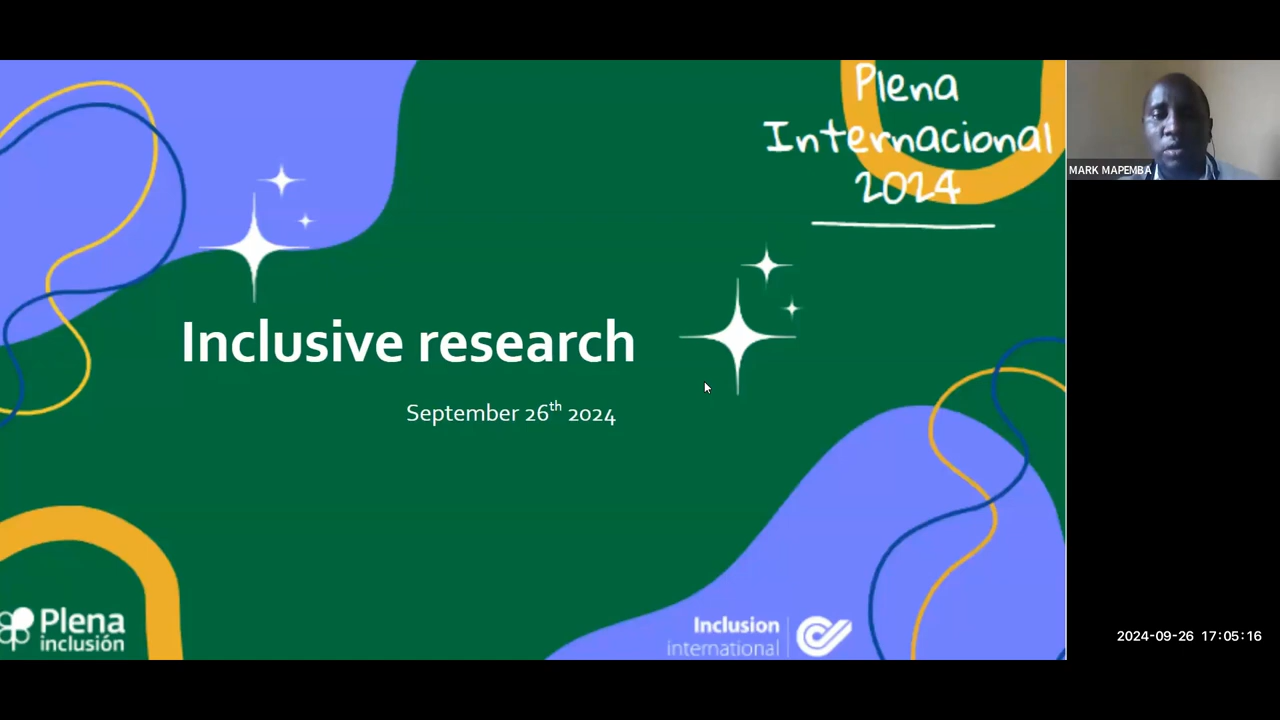 Plena
Internacional
2024
MARK MAPEMBA
Inclusive research
September 26th 2024
Plena
inclusión
Inclusion
international
2024-09-26 17:05:16